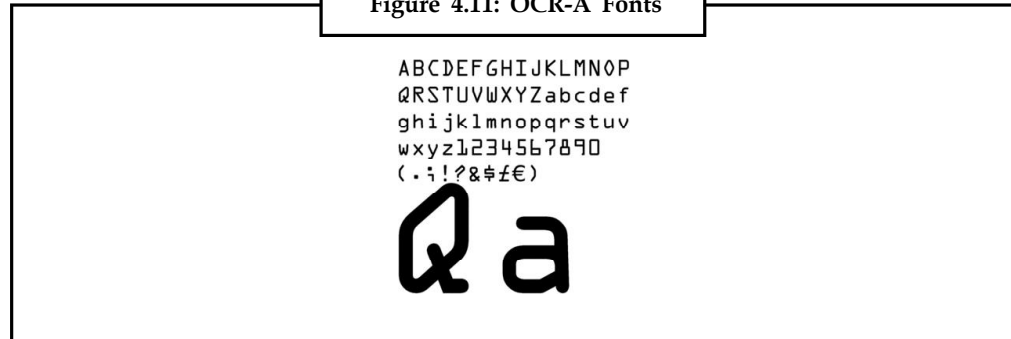 Figure 4.11: OCR-A Fonts
ABCDEFGHIJKLMNOP
QRSTUVWXYZabcdef
ghijklmnopqrstuv
wxyz1234567890
(.;!?&$£€)
Qa